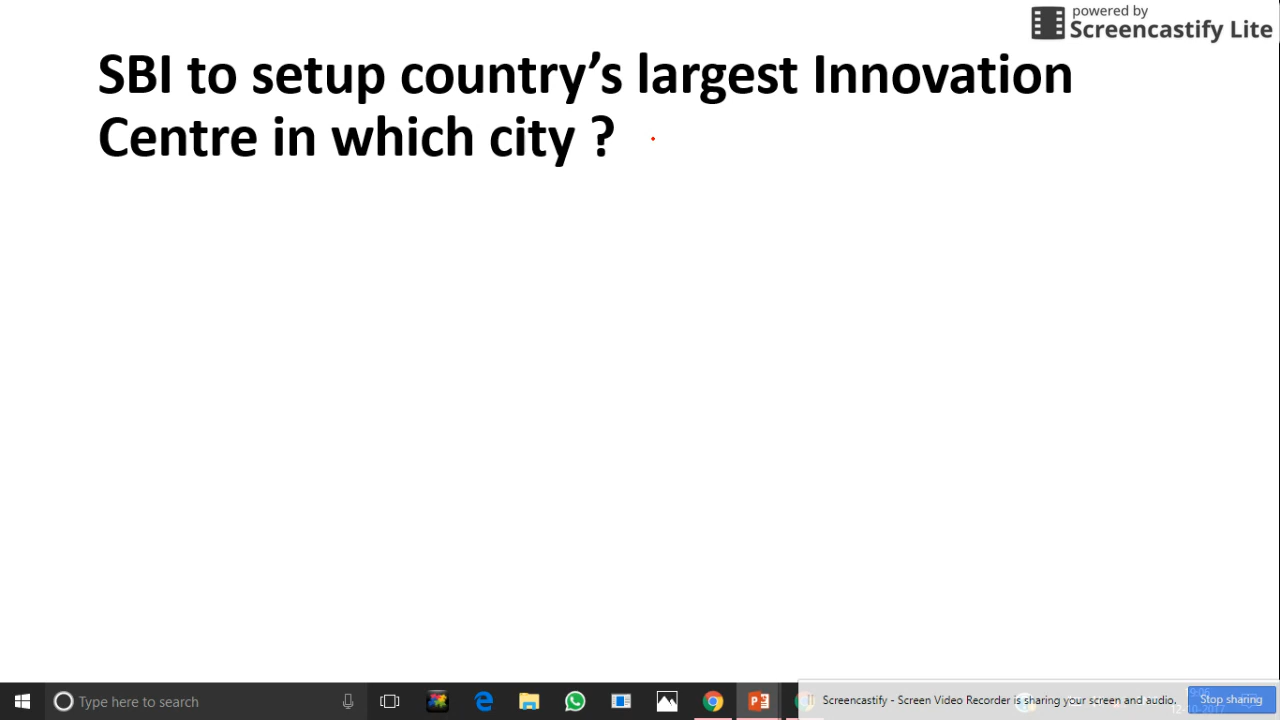 powered by
Screencastify Lite
SBI to setup country’s largest Innovation
Centre in which city ?
Type here to search
Screencastify - Screen Video Recorder is sharing your screen and audio.
Stop sharing